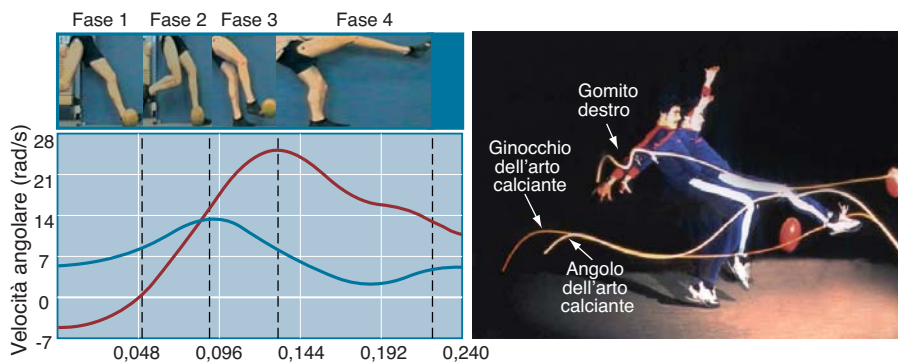 Fase 1 Fase 2 Fase 3 Fase 4
Velocità angolare (rad/s)
28
21
14
7
0
-7
0,048 0,096 0,144 0,192 0,240
Gomito
destro
Ginocchio
dell'arto
calciante
Angolo
dell'arto
calciante